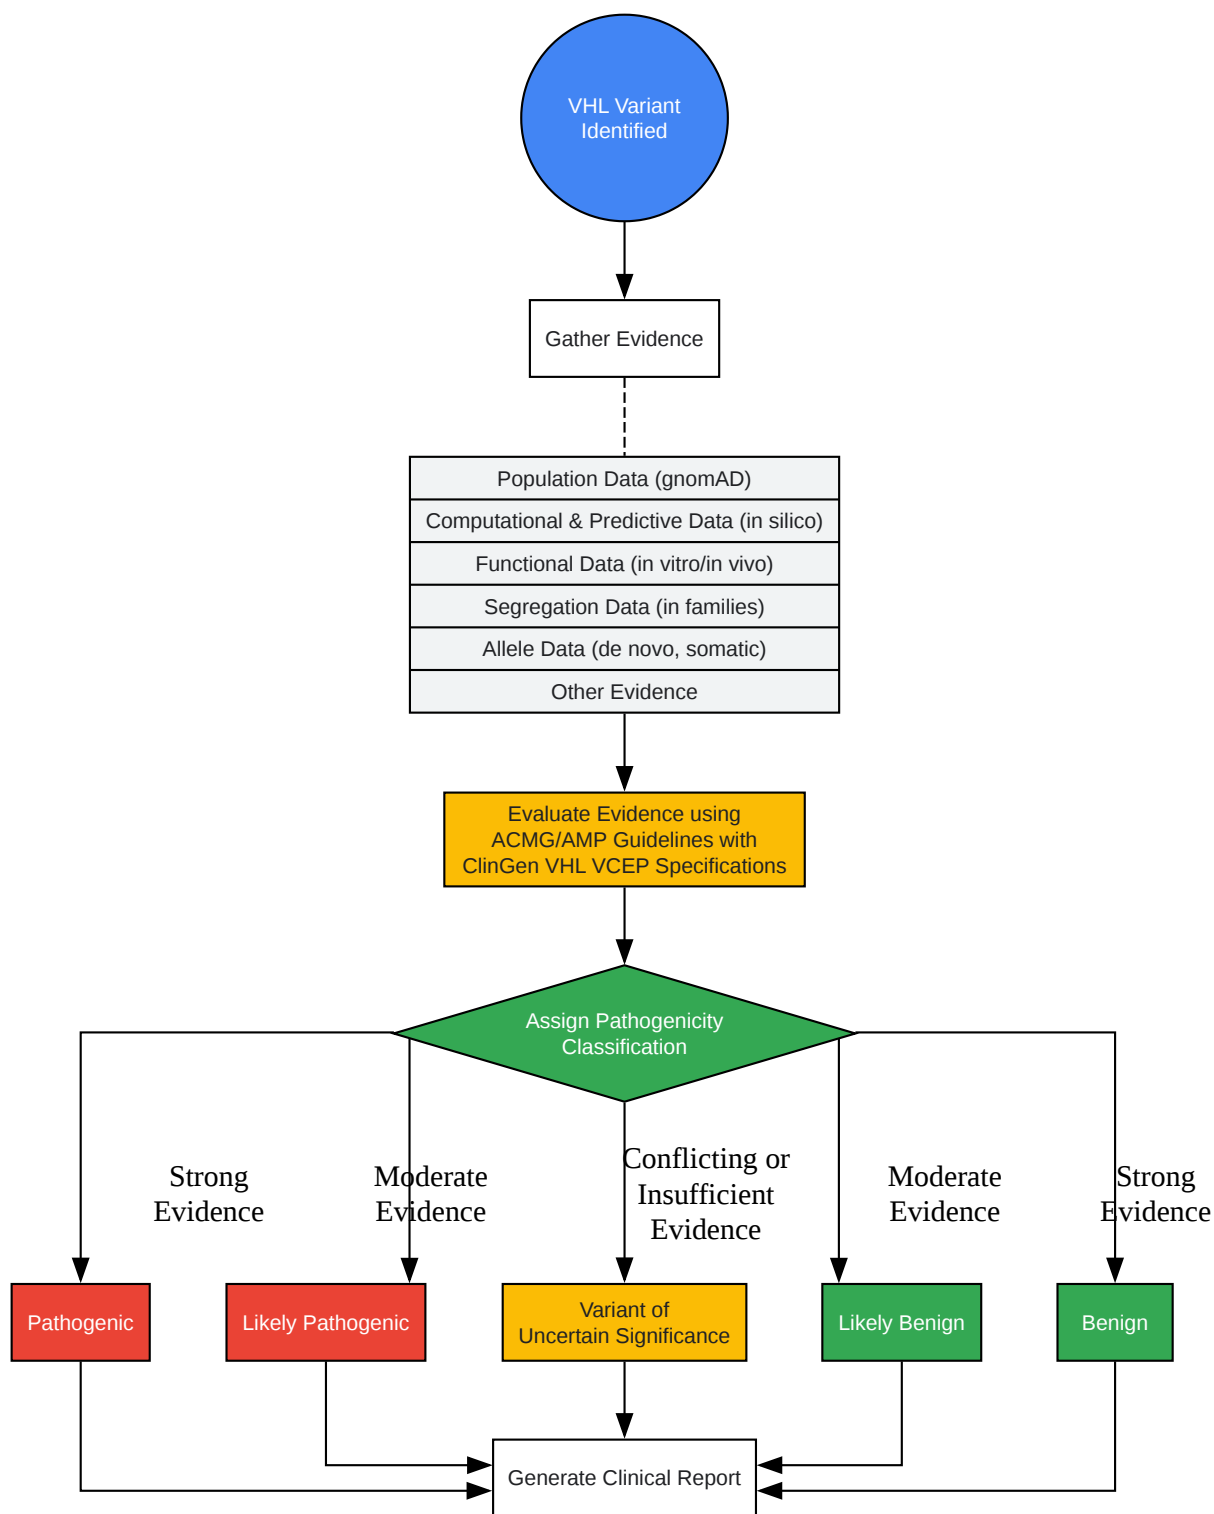 VHL Variant
Identified
Gather Evidence
Population Data (gnomAD)
Computational & Predictive Data (in silico)
Functional Data (in vitro/in vivo)
Segregation Data (in families)
Allele Data (de novo, somatic)
Other Evidence
Evaluate Evidence using
ACMG/AMP Guidelines with
ClinGen VHL VCEP Specifications
Assign Pathogenicity
Classification
Strong
Evidence
Moderate
Evidence
Conflicting or
Insufficient
Evidence
Moderate
Evidence
Strong
Evidence
Pathogenic
Likely Pathogenic
Variant of
Uncertain Significance
Likely Benign
Benign
Generate Clinical Report